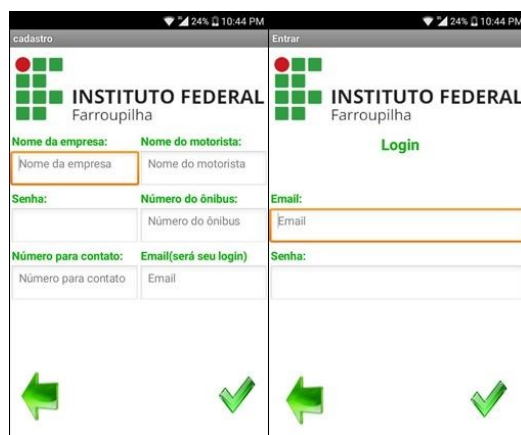 24% 10:44 PM
cadastro
INSTITUTO FEDERAL
Farroupilha
Nome da empresa: Nome do motorista:
Nome da empresa Nome do motorista
Senha: Número do ônibus:
Número do ônibus
Número para contato: Email(será seu login)
Número para contato Email
24% 10:44 PM
Entrar
INSTITUTO FEDERAL
Farroupilha
Login
Email:
Email
Senha: